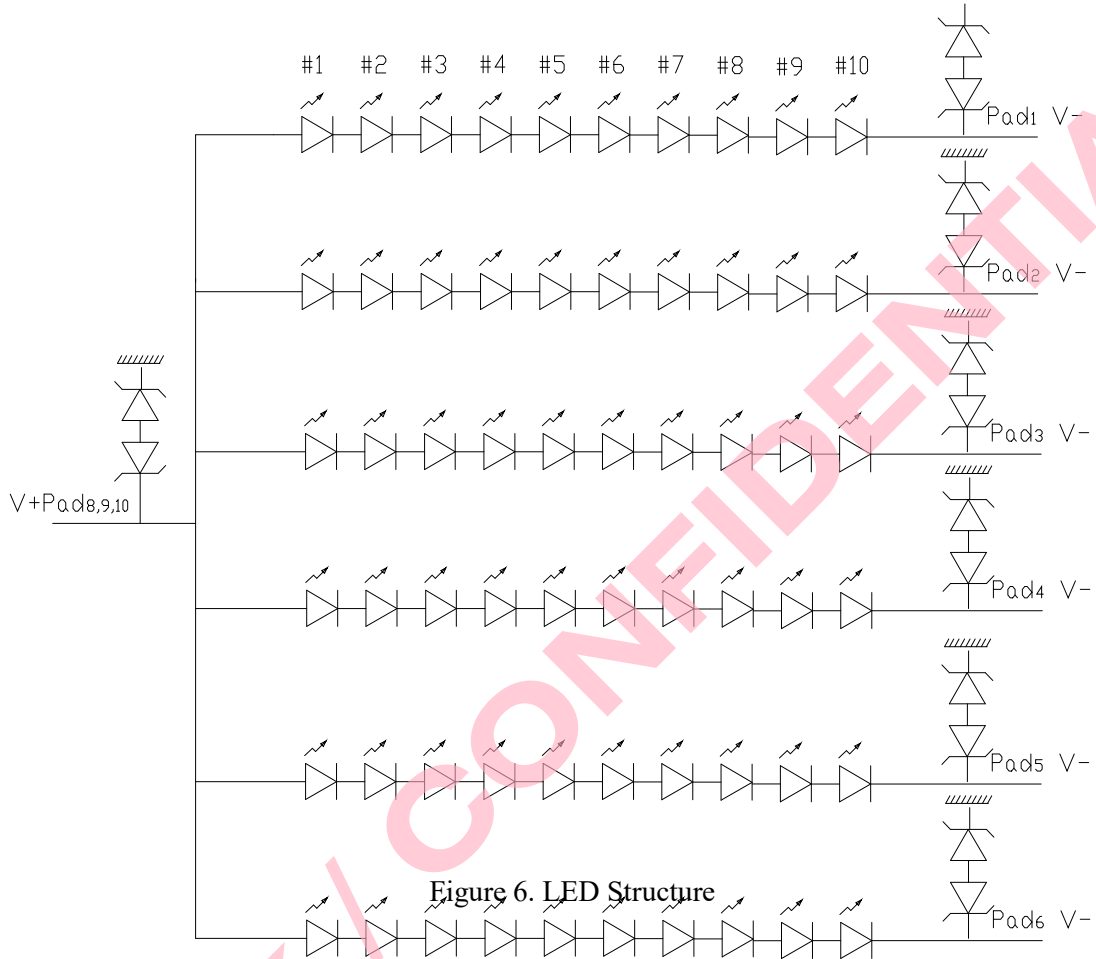 #1 #2 #3 #4 #5 #6 #7 #8 #9 #10
Pad1 V-
Pad2 V-
Pad3 V-
V+Pad8,9,10
Pad4 V-
Pad5 V-
Figure 6. LED Structure
Pad6 V-
/ CONFIDENTIA